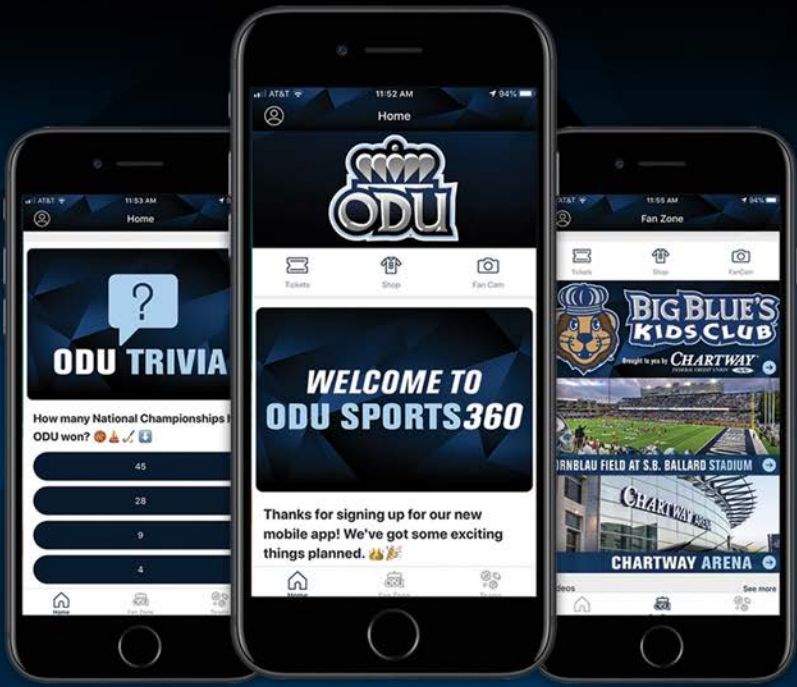 AT&T
11:53 AM
Home
?
ODU TRIVIA
How many National Championships
ODU won?
45
28
9
4
Home
Fan Zone
AT&T
11:52 AM
94%
Home
ODU
Tickets
Shop
Fan Cam
WELCOME TO
ODU SPORTS360
Thanks for signing up for our new
mobile app! We've got some exciting
things planned.
Home
Fan Zone
Teams
AT&T
11:55 AM
94%
Fan Zone
Tickets
Shop
FanCam
BIG BLUE'S
KIDS CLUB
Brought to you by CHARTWAY
FEDERAL CREDIT UNION
RNBLAU FIELD AT S.B. BALLARD STADIUM
CHARTWAY ARENA
CHARTWAY ARENA
deos
See more